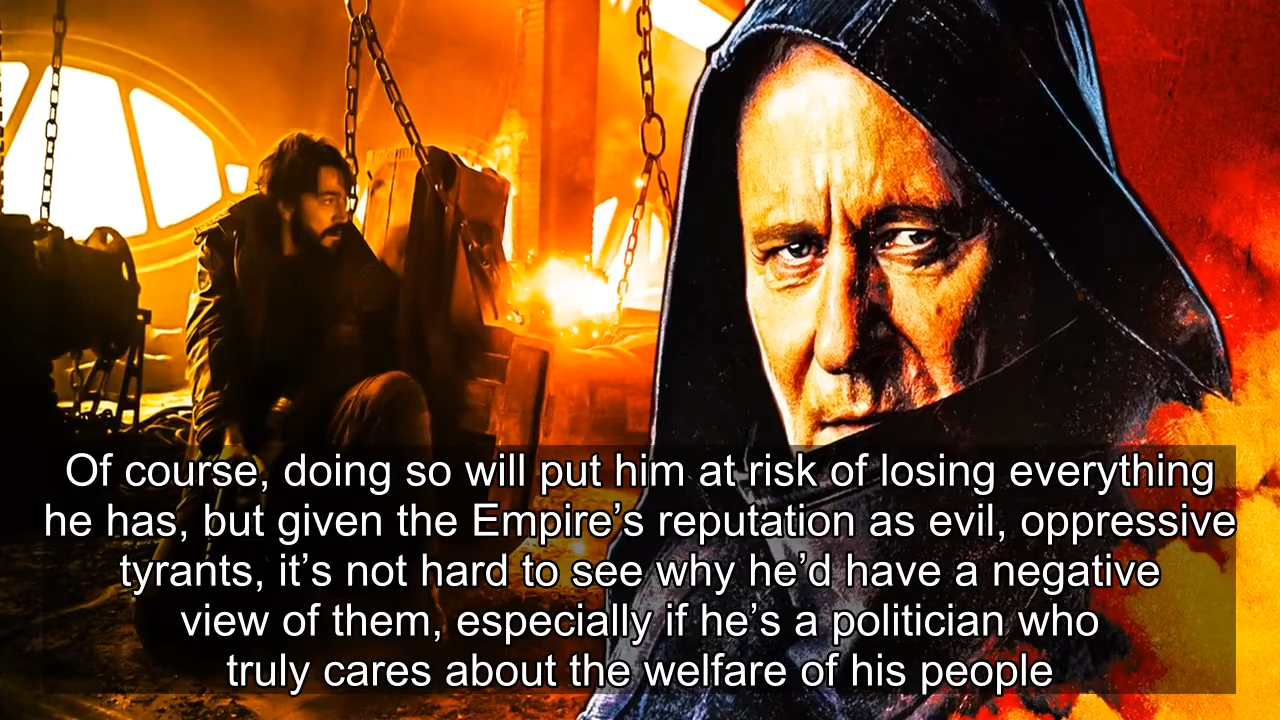 Of course, doing so will put him at risk of losing everything
he has, but given the Empire’s reputation as evil, oppressive
tyrants, it’s not hard to see why he’d have a negative
view of them, especially if he’s a politician who
truly cares about the welfare of his people